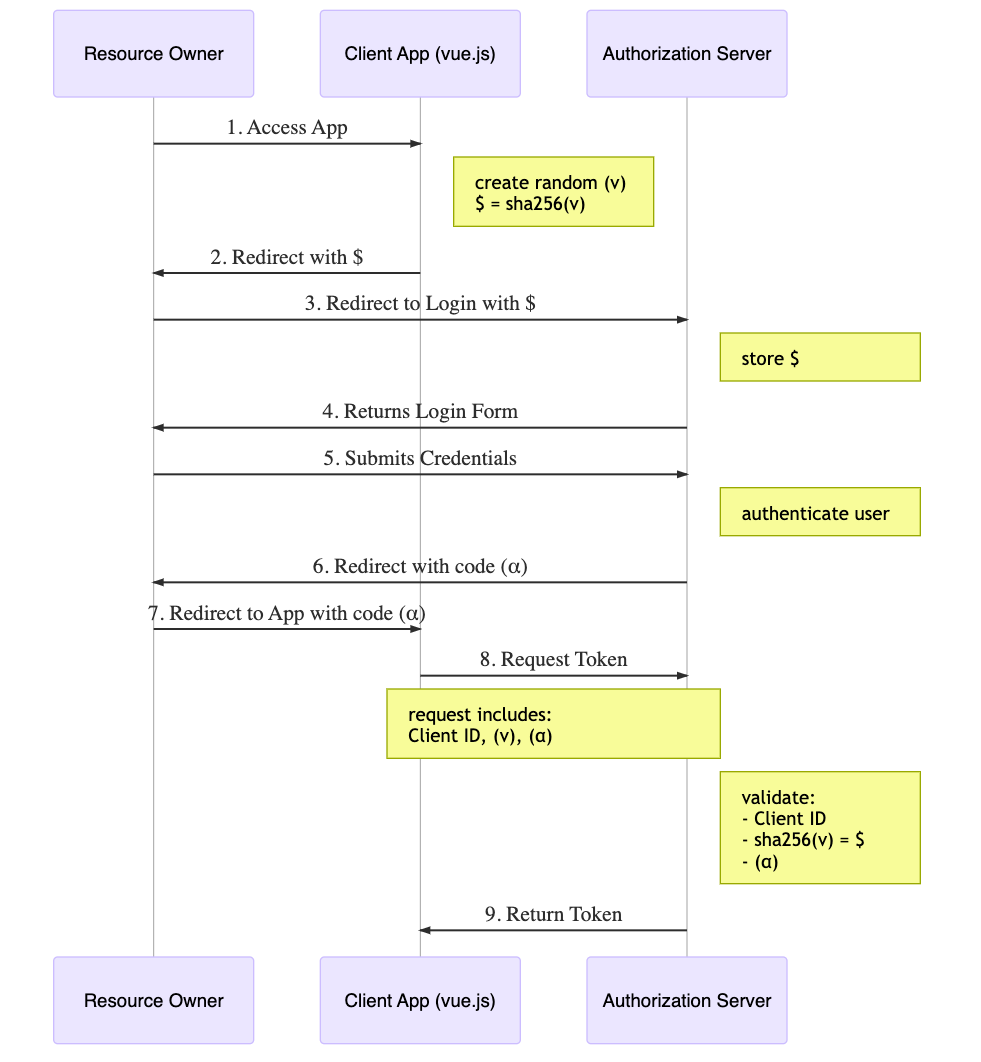 Resource Owner
Client App (vue.js)
Authorization Server
1. Access App
create random (v)
$ = sha256(v)
2. Redirect with $
3. Redirect to Login with $
store $
4. Returns Login Form
5. Submits Credentials
authenticate user
6. Redirect with code (α)
7. Redirect to App with code (α)
8. Request Token
request includes:
Client ID, (v), (α)
validate:
- Client ID
- sha256(v) = $
- (α)
9. Return Token
Resource Owner
Client App (vue.js)
Authorization Server